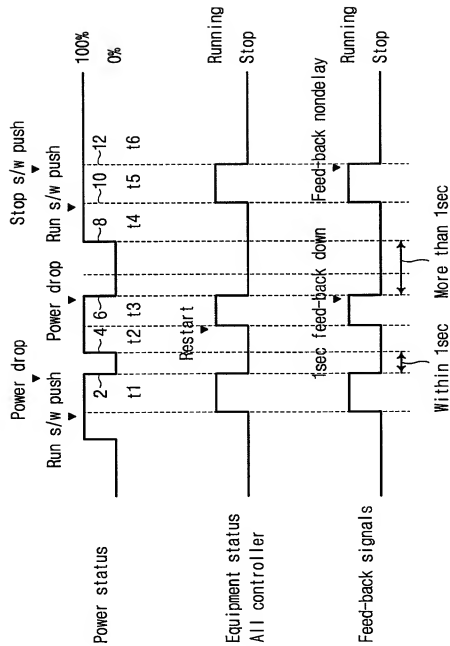 Power drop
Stop s/w push
Run s/w push
Power drop
Run s/w push
Power status
2
4
6
8
10
12
t1
t2
t3
t4
t5
t6
100%
0%
Equipment status
All controller
Restart
Running
Stop
Feed-back signals
1sec feed-back down
Feed-back nondelay
Running
Stop
Within 1sec
More than 1sec